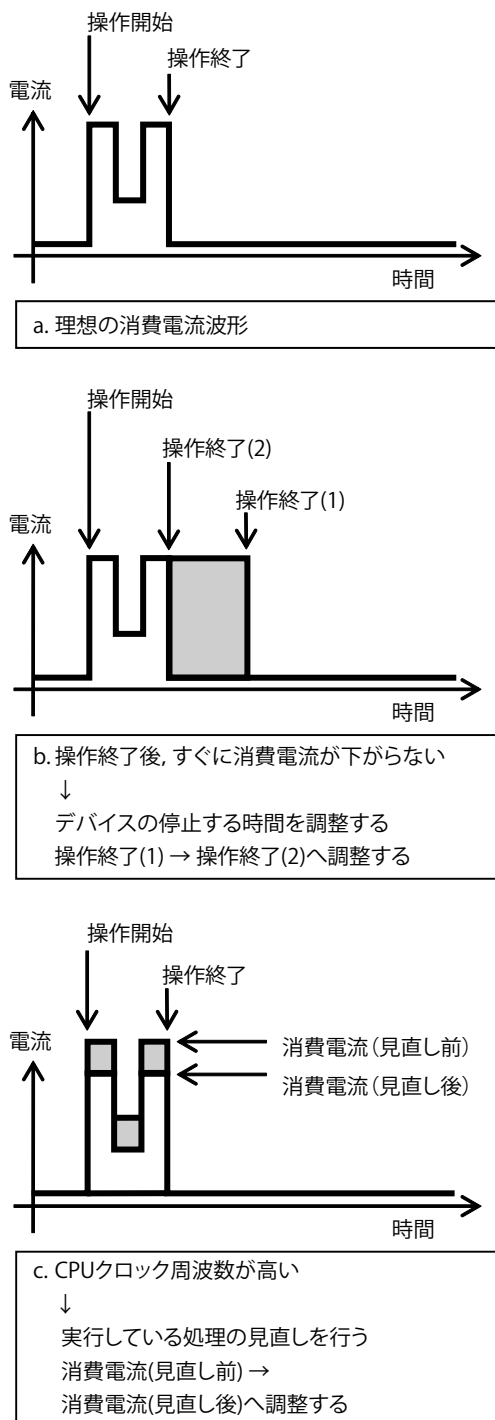 操作開始
操作終了
電流
時間
a. 理想の消費電流波形
操作開始
操作終了(2)
操作終了(1)
電流
時間
b. 操作終了後, すぐに消費電流が下がらない
↓
デバイスの停止する時間を調整する
操作終了(1) → 操作終了(2)へ調整する
操作開始
操作終了
電流
消費電流(見直し前)
消費電流(見直し後)
時間
c. CPUクロック周波数が高い
↓
実行している処理の見直しを行う
消費電流(見直し前) →
消費電流(見直し後)へ調整する